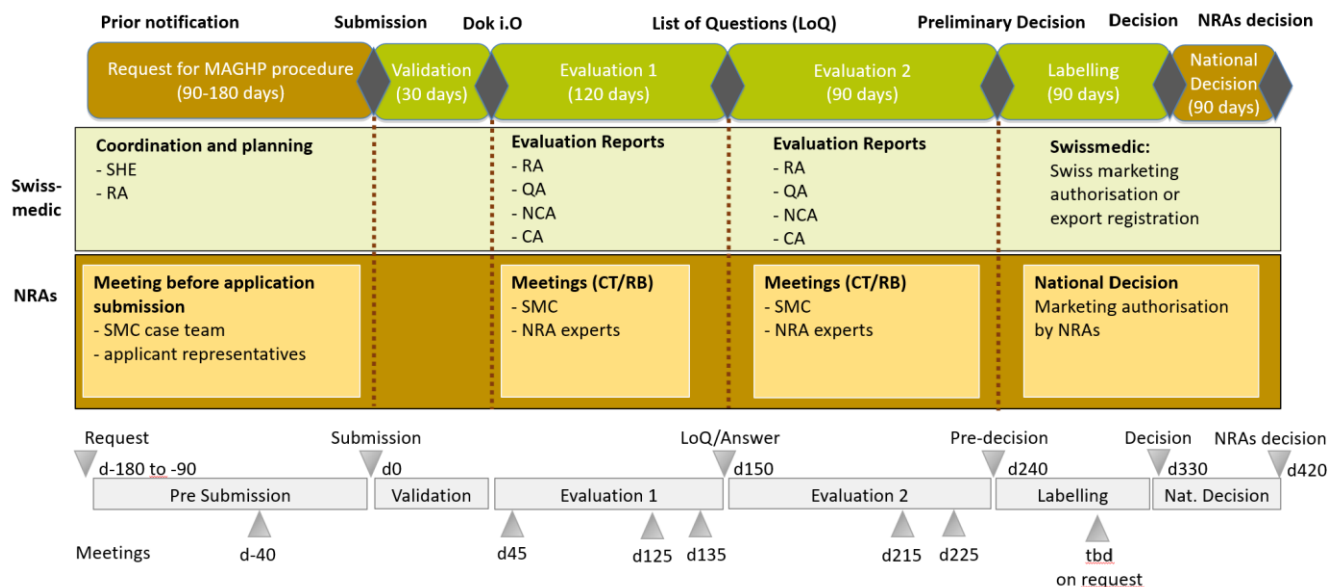 Prior notification
Submission
Dok i.O
List of Questions (LoQ)
Preliminary Decision
Decision
NRAs decision
Request for MAGHP procedure
(90-180 days)
Validation
(30 days)
Evaluation 1
(120 days)
Evaluation 2
(90 days)
Labelling
(90 days)
National
Decision
(90 days)
Swiss-
medic
Coordination and planning
- SHE
- RA
Evaluation Reports
- RA
- QA
- NCA
- CA
Evaluation Reports
- RA
- QA
- NCA
- CA
Swissmedic:
Swiss marketing
authorisation or
export registration
NRAs
Meeting before application
submission
- SMC case team
- applicant representatives
Meetings (CT/RB)
- SMC
- NRA experts
Meetings (CT/RB)
- SMC
- NRA experts
National Decision
Marketing authorisation
by NRAs
Request
d-180 to -90
Submission
d0
LoQ/Answer
d150
Pre-decision
d240
Decision
d330
NRAs decision
d420
Pre Submission
Validation
Evaluation 1
Evaluation 2
Labelling
Nat. Decision
Meetings
d-40
d45
d125
d135
d215
d225
tbd
on request